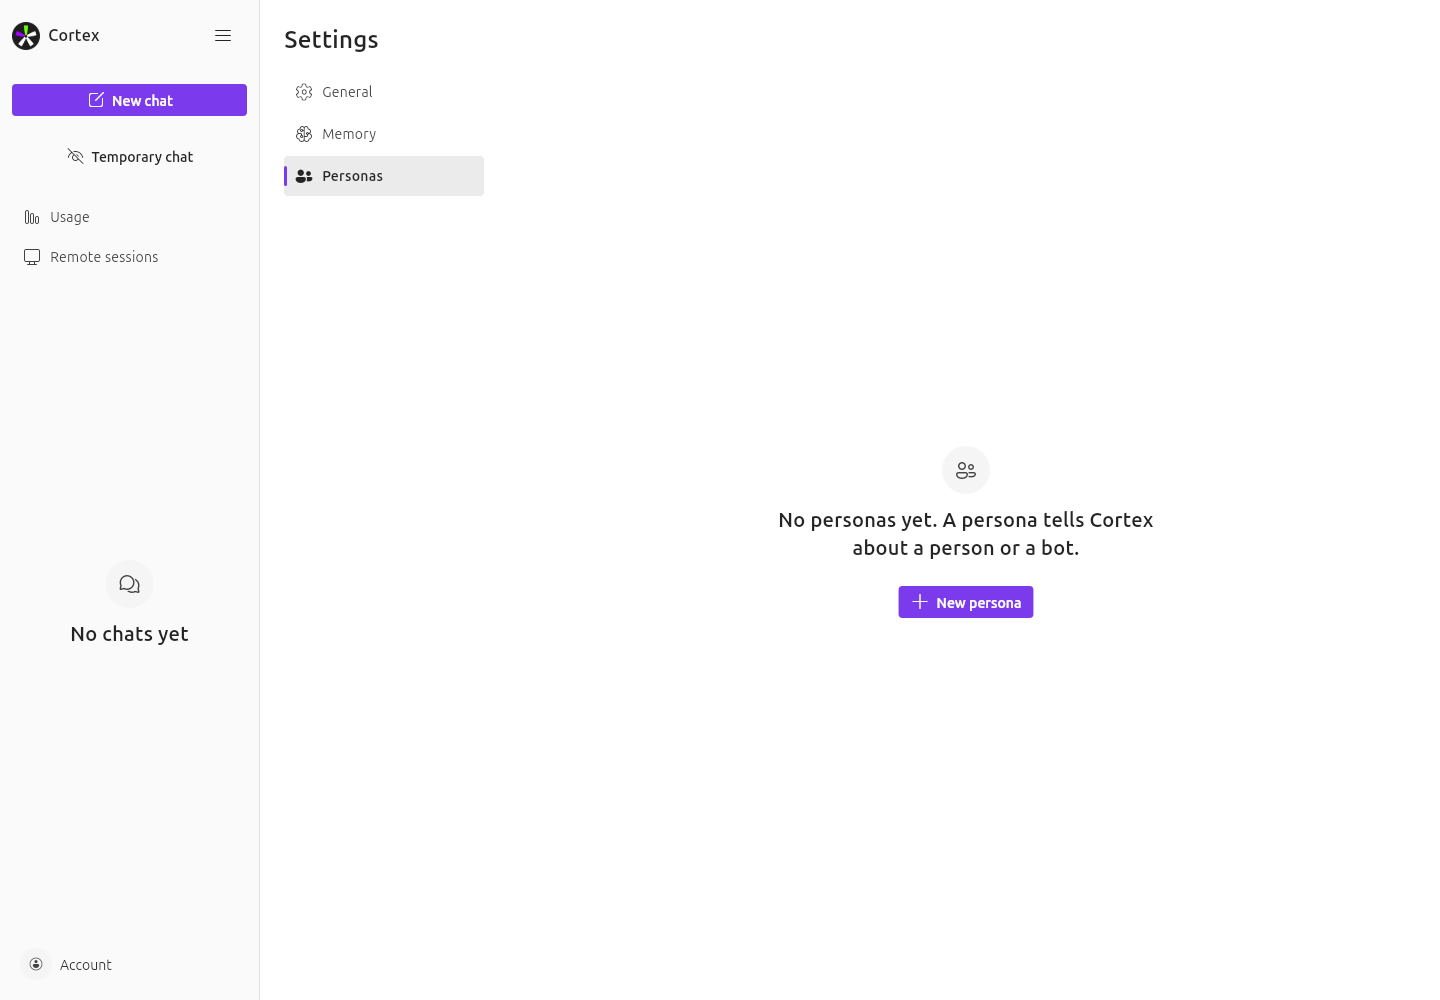 Cortex
New chat
Temporary chat
Usage
Remote sessions
No chats yet
Account
Settings
General
Memory
Personas
No personas yet. A persona tells Cortex
about a person or a bot.
New persona